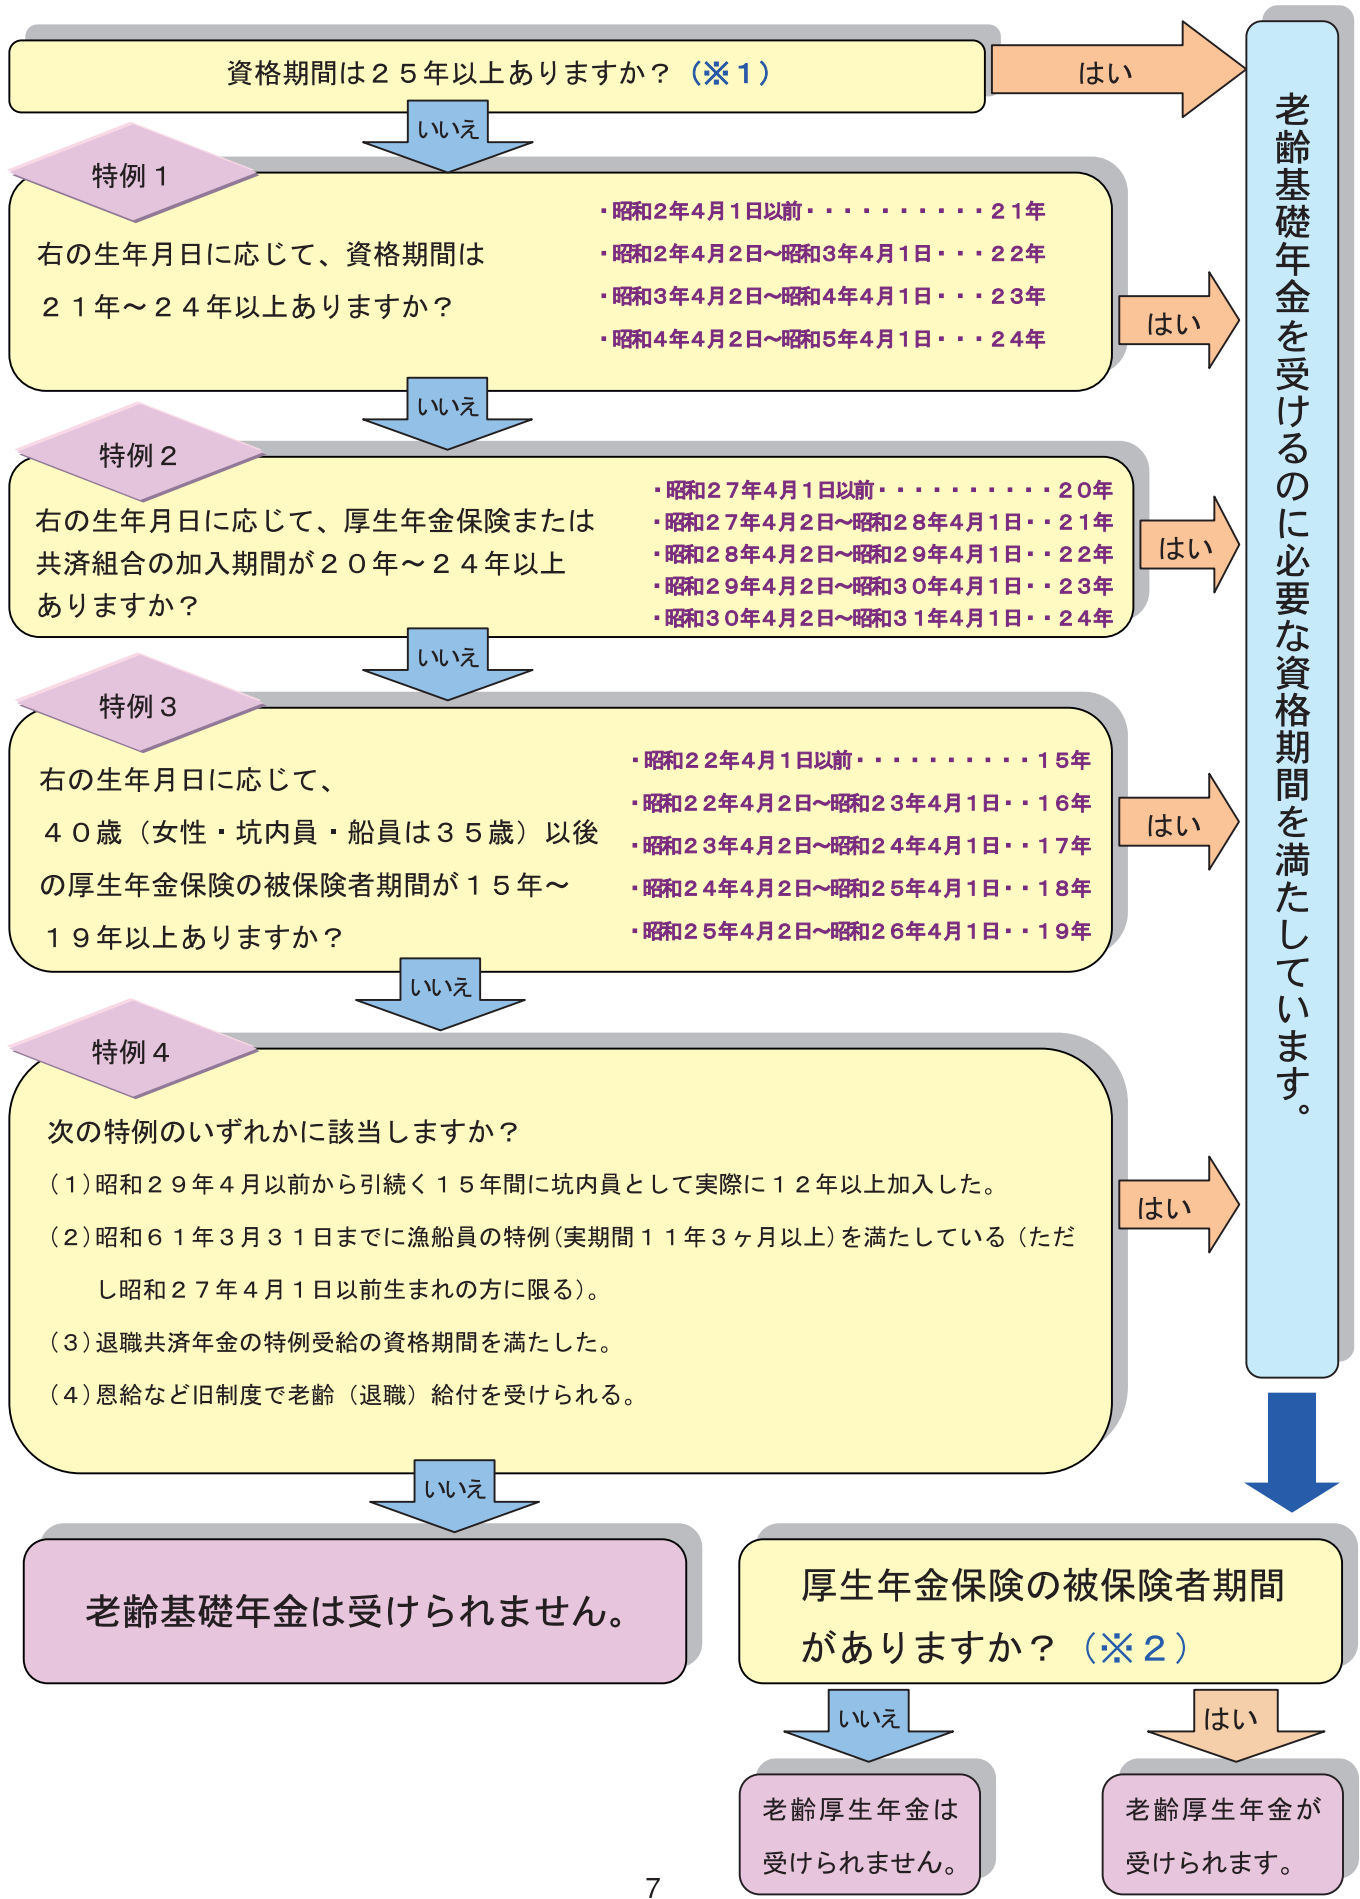 資格期間は２５年以上ありますか？（※１）
はい
いいえ
特例１
右の生年月日に応じて、資格期間は
２１年～２４年以上ありますか？
・昭和２年４月１日以前・・・・・・・・・・２１年
・昭和２年４月２日～昭和３年４月１日・・・２２年
・昭和３年４月２日～昭和４年４月１日・・・２３年
・昭和４年４月２日～昭和５年４月１日・・・２４年
はい
いいえ
特例２
右の生年月日に応じて、厚生年金保険または
共済組合の加入期間が２０年～２４年以上
ありますか？
・昭和２７年４月１日以前・・・・・・・・・・２０年
・昭和２７年４月２日～昭和２８年４月１日・・２１年
・昭和２８年４月２日～昭和２９年４月１日・・２２年
・昭和２９年４月２日～昭和３０年４月１日・・２３年
・昭和３０年４月２日～昭和３１年４月１日・・２４年
はい
いいえ
特例３
右の生年月日に応じて、
４０歳（女性・坑内員・船員は３５歳）以後
の厚生年金保険の被保険者期間が１５年～
１９年以上ありますか？
・昭和２２年４月１日以前・・・・・・・・・・１５年
・昭和２２年４月２日～昭和２３年４月１日・・１６年
・昭和２３年４月２日～昭和２４年４月１日・・１７年
・昭和２４年４月２日～昭和２５年４月１日・・１８年
・昭和２５年４月２日～昭和２６年４月１日・・１９年
はい
いいえ
特例４
次の特例のいずれかに該当しますか？
（１）昭和２９年４月以前から引続く１５年間に坑内員として実際に１２年以上加入した。
（２）昭和６１年３月３１日までに漁船員の特例（実期間１１年３ヶ月以上）を満たしている（ただ
し昭和２７年４月１日以前生まれの方に限る）。
（３）退職共済年金の特例受給の資格期間を満たした。
（４）恩給など旧制度で老齢（退職）給付を受けられる。
はい
いいえ
老齢基礎年金を受けるのに必要な資格期間を満たしています。
老齢基礎年金は受けられません。
厚生年金保険の被保険者期間
がありますか？（※２）
いいえ
はい
老齢厚生年金は
受けられません。
老齢厚生年金が
受けられます。
7